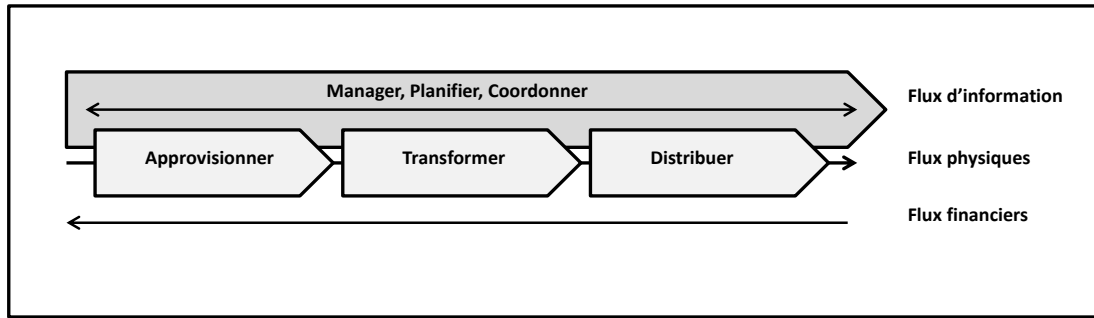 Manager, Planifier, Coordonner
Flux d’information
Approvisionner
Transformer
Distribuer
Flux physiques
Flux financiers